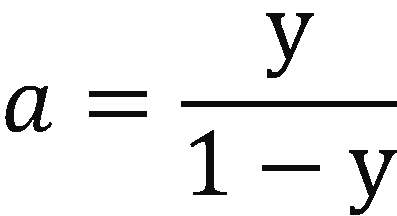 a = y / 1 − y